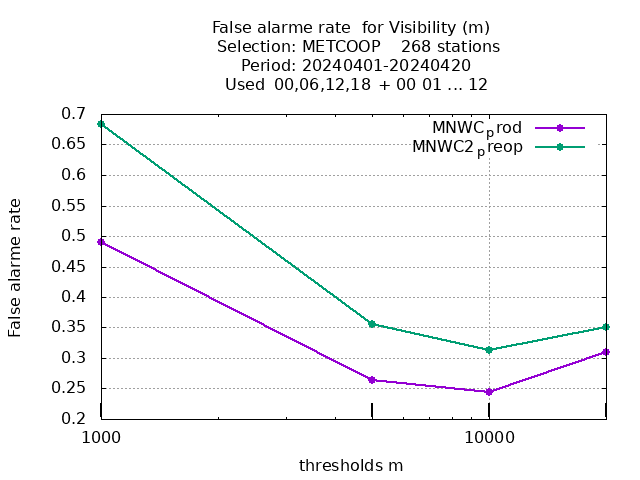 False alarme rate  for Visibility (m)
Selection: METCOOP    268 stations
Period: 20240401-20240420
Used  00,06,12,18  + 00 01 ... 12
MNWCprod
MNWC2preop
0.7
0.65
0.6
0.55
0.5
0.45
0.4
0.35
0.3
0.25
0.2
False alarme rate
1000
10000
thresholds m